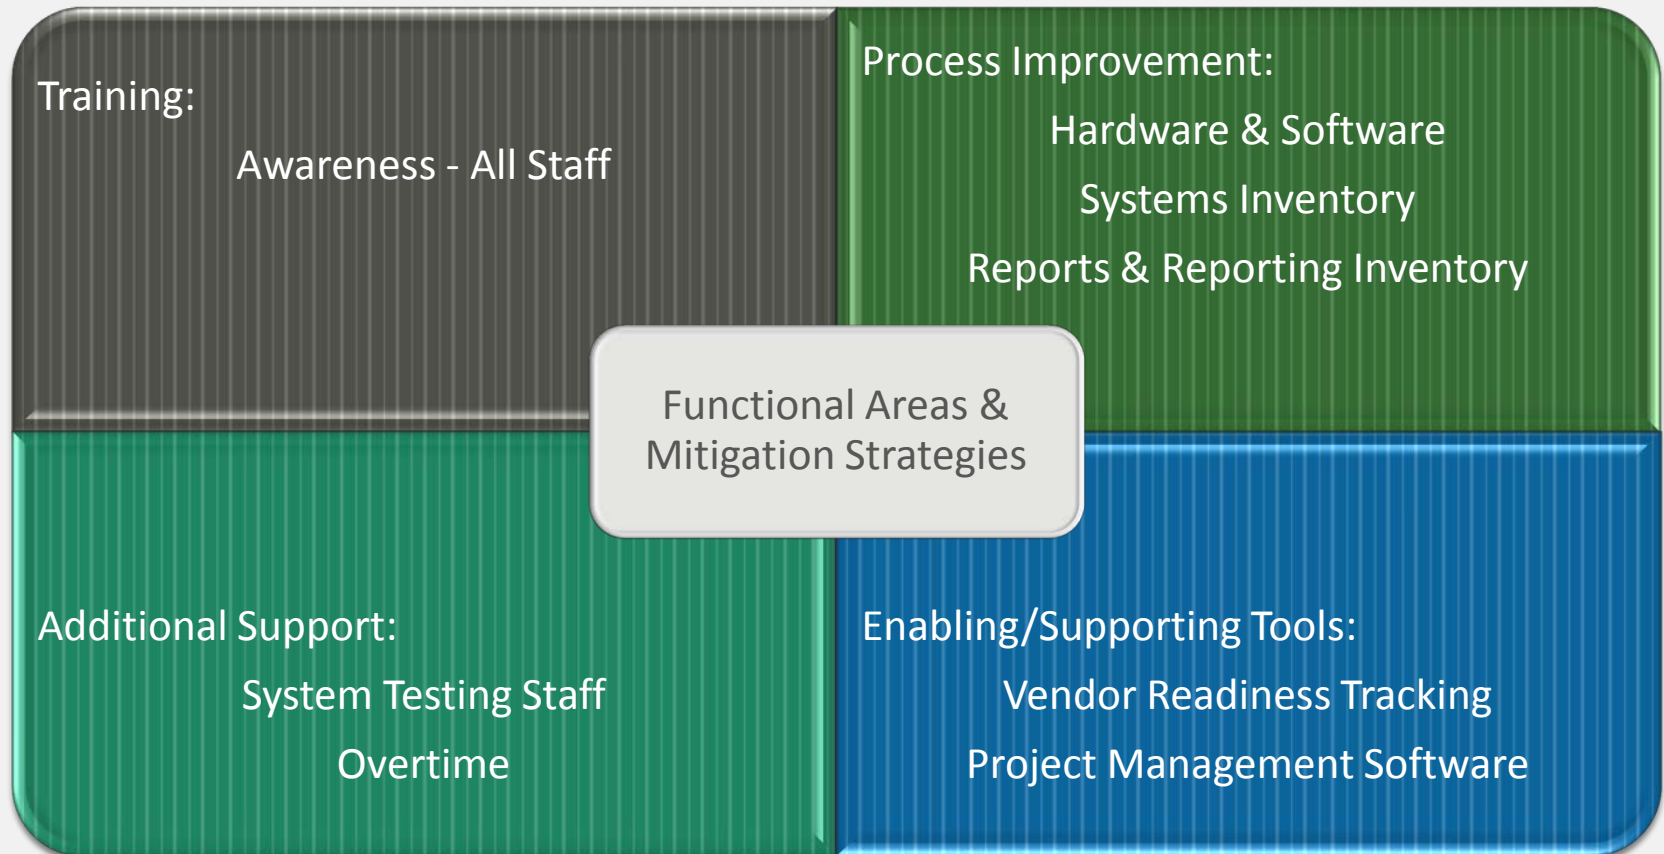 Training:
Awareness - All Staff
Process Improvement:
Hardware & Software
Systems Inventory
Reports & Reporting Inventory
Functional Areas &
Mitigation Strategies
Additional Support:
System Testing Staff
Overtime
Enabling/Supporting Tools:
Vendor Readiness Tracking
Project Management Software